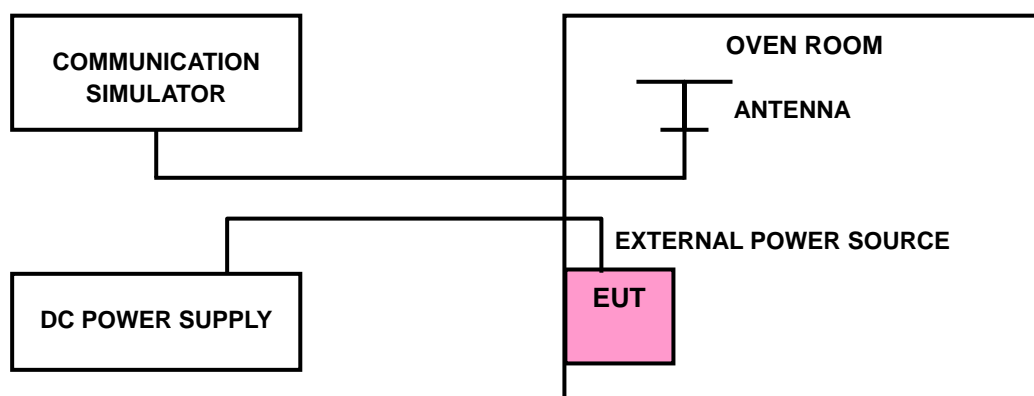 COMMUNICATION
SIMULATOR
OVEN ROOM
ANTENNA
EXTERNAL POWER SOURCE
DC POWER SUPPLY
EUT